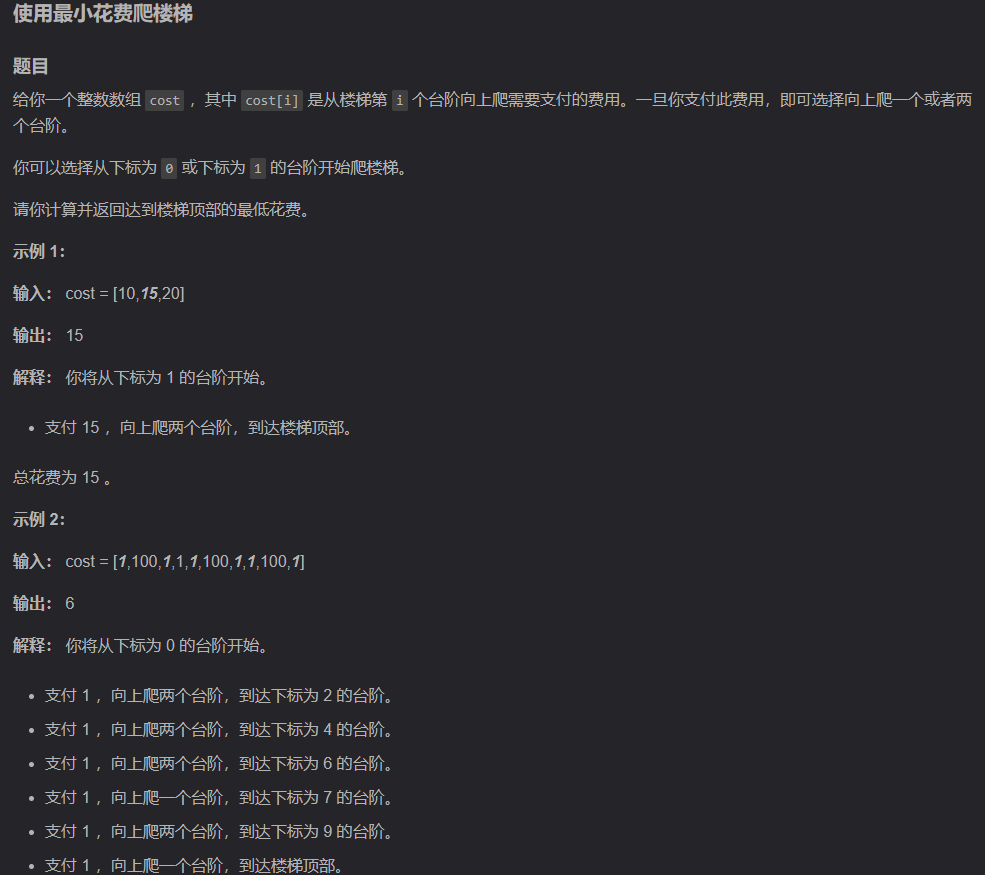 使用最小花费爬楼梯
题目
给你一个整数数组 cost ，其中 cost[i] 是从楼梯第 i 个台阶向上爬需要支付的费用。一旦你支付此费用，即可选择向上爬一个或者两
个台阶。
你可以选择从下标为 0 或下标为 1 的台阶开始爬楼梯。
请你计算并返回达到楼梯顶部的最低花费。
示例 1：
输入： cost = [10,15,20]
输出： 15
解释： 你将从下标为 1 的台阶开始。
• 支付 15 ，向上爬两个台阶，到达楼梯顶部。
总花费为 15 。
示例 2：
输入： cost = [1,100,1,1,1,100,1,1,100,1]
输出： 6
解释： 你将从下标为 0 的台阶开始。
• 支付 1 ，向上爬两个台阶，到达下标为 2 的台阶。
• 支付 1 ，向上爬两个台阶，到达下标为 4 的台阶。
• 支付 1 ，向上爬两个台阶，到达下标为 6 的台阶。
• 支付 1 ，向上爬一个台阶，到达下标为 7 的台阶。
• 支付 1 ，向上爬两个台阶，到达下标为 9 的台阶。
• 支付 1 ，向上爬一个台阶，到达楼梯顶部。